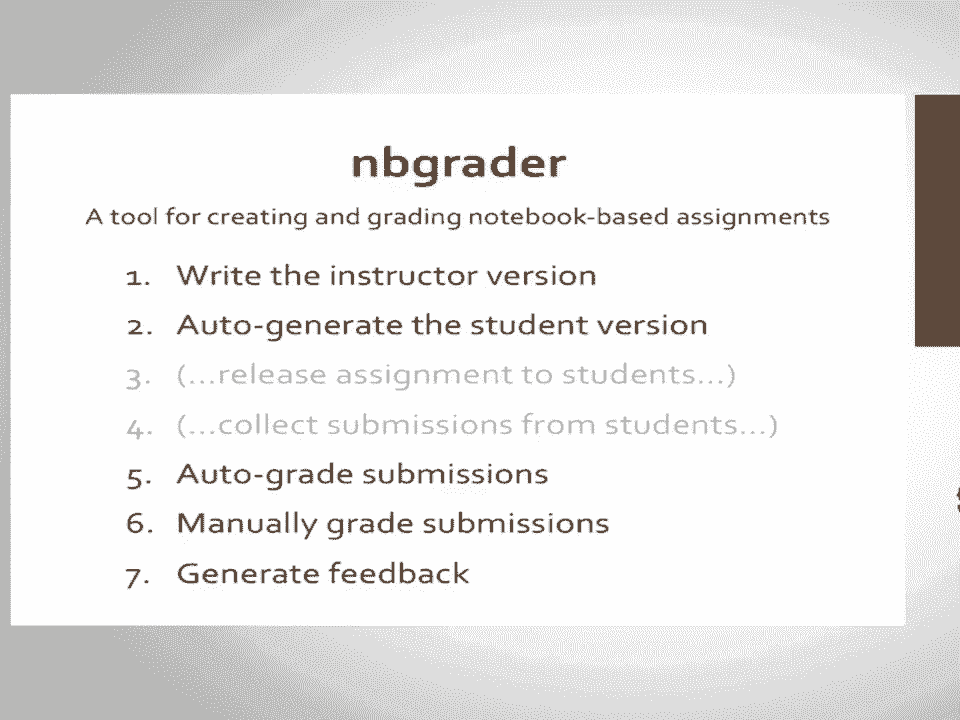 nbgrader
A tool for creating and grading notebook-based assignments
1. Write the instructor version
2. Auto-generate the student version
3. (...release assignment to students...)
4. (...collect submissions from students...)
5. Auto-grade submissions
6. Manually grade submissions
7. Generate feedback